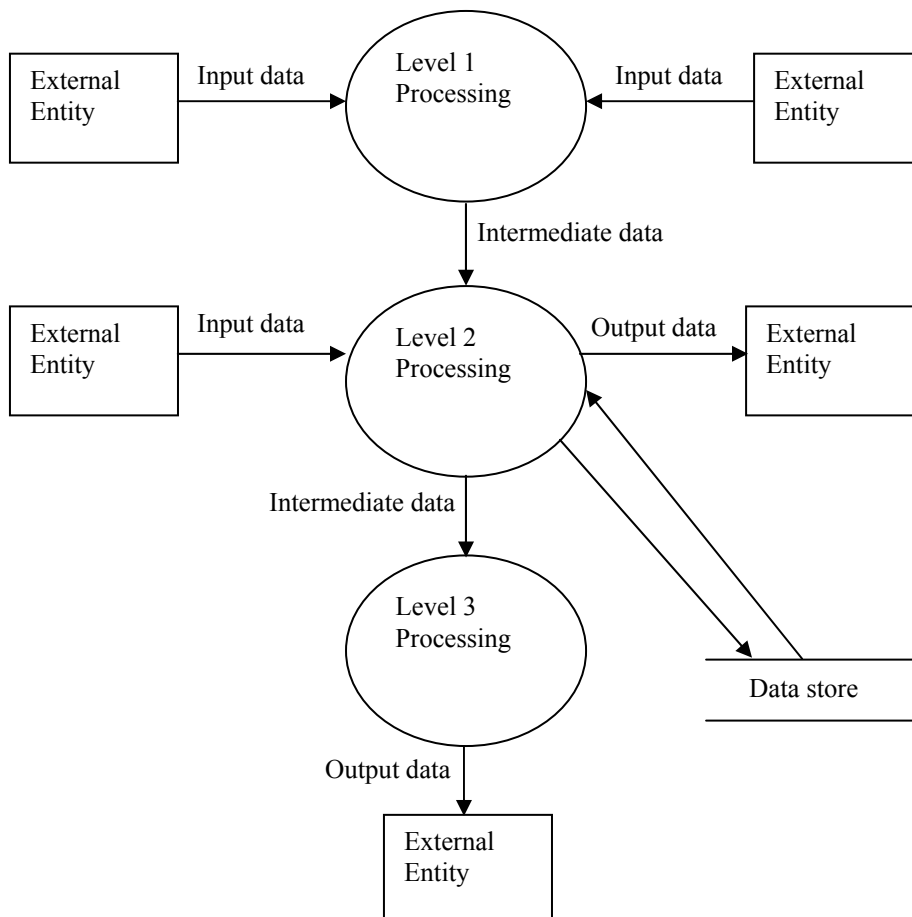 External
Entity
Input data
Level 1
Processing
Input data
External
Entity
Intermediate data
External
Entity
Input data
Level 2
Processing
Output data
External
Entity
Intermediate data
Level 3
Processing
Data store
Output data
External
Entity